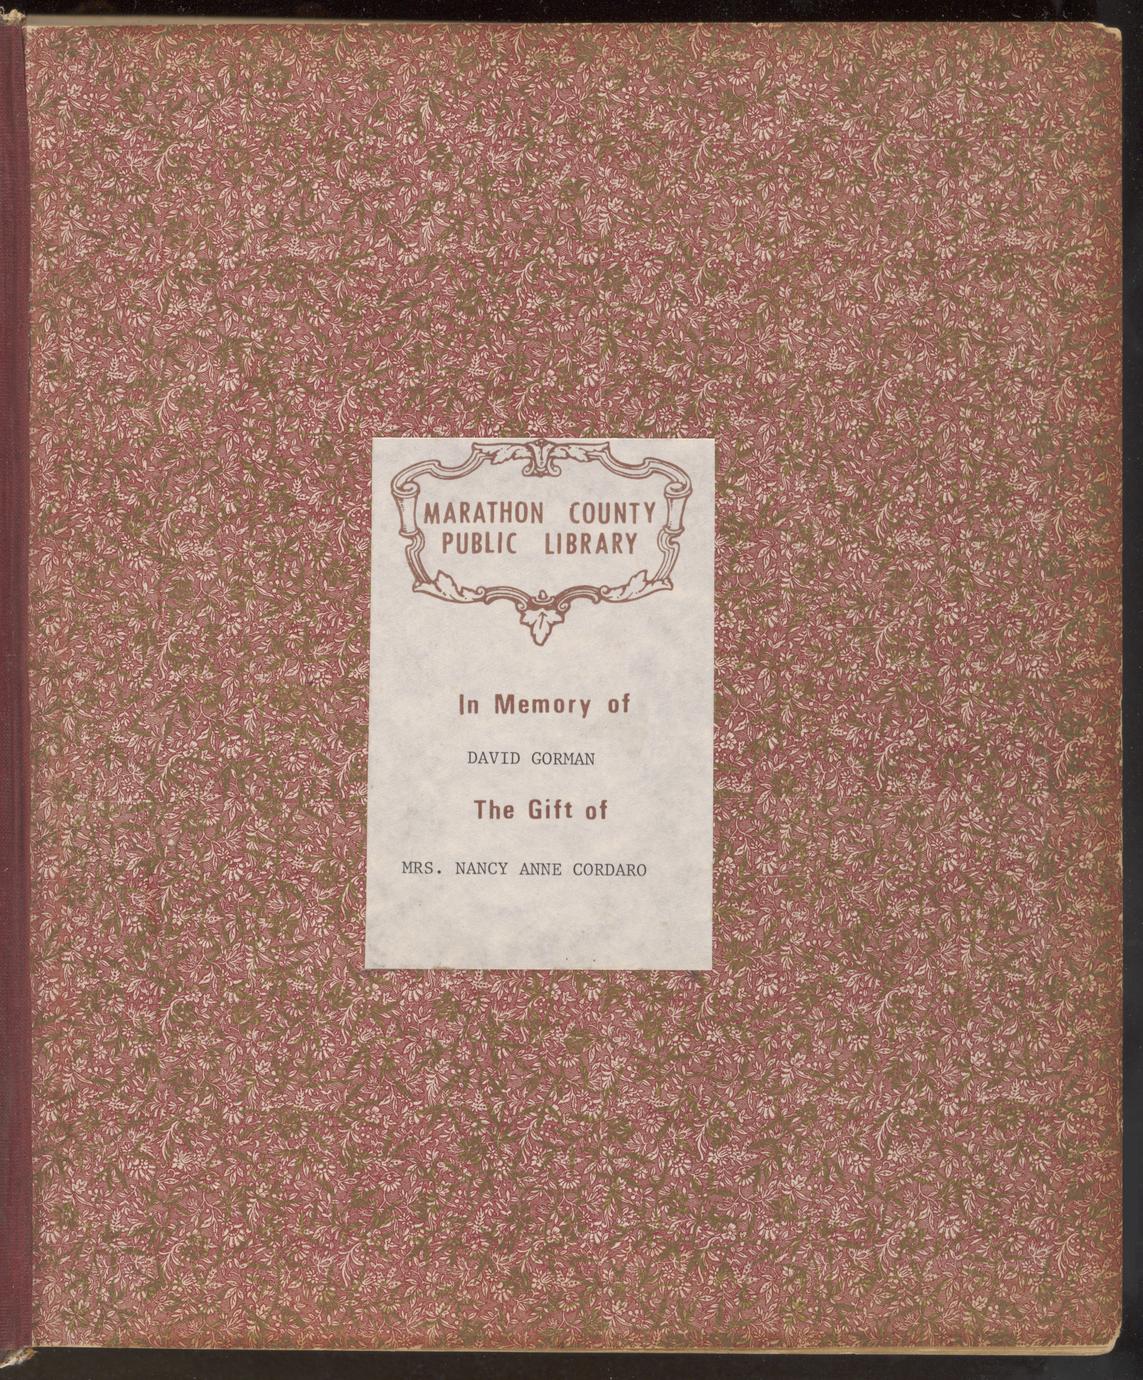 MARATHON COUNTY
PUBLIC LIBRARY
In Memory of
DAVID GORMAN
The Gift of
MRS. NANCY ANNE CORDARO